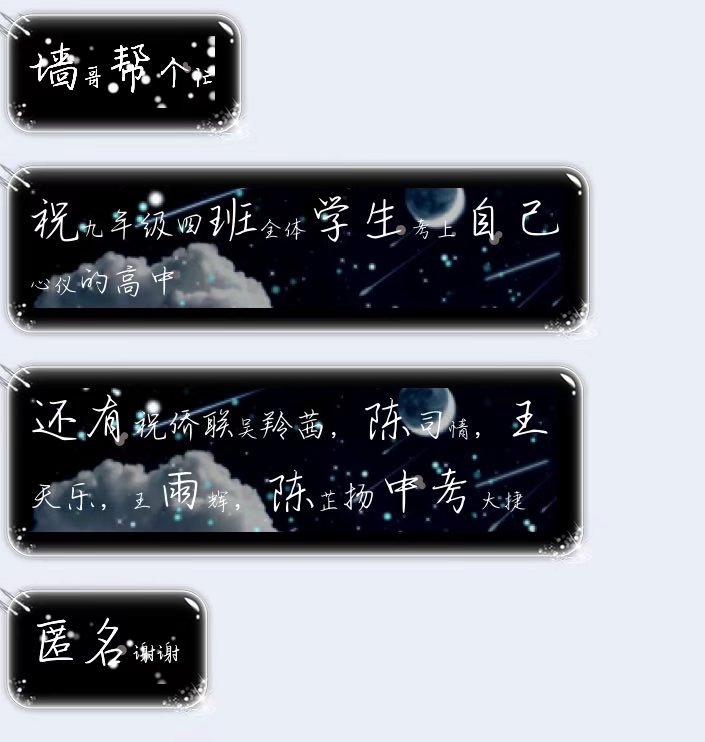 墙哥帮个忙
祝九年级四班全体学生考上自己
心仪的高中
还有祝侨联吴羚茜，陈司情，王
天乐，王雨辉，陈芷扬中考大捷
匿名谢谢